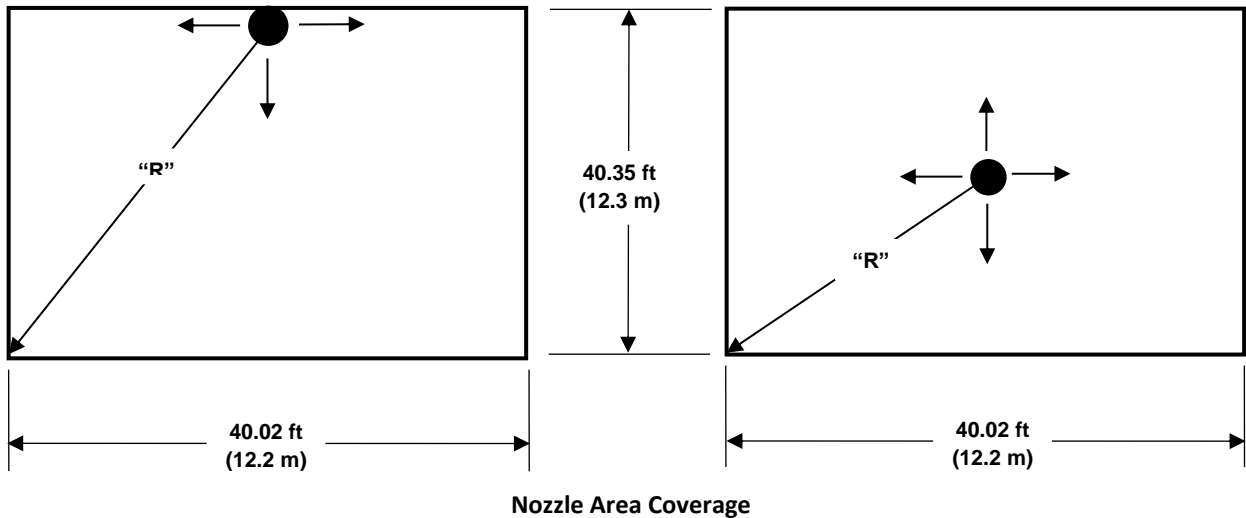 “R”
40.35 ft
(12.3 m)
“R”
40.02 ft
(12.2 m)
40.02 ft
(12.2 m)
Nozzle Area Coverage